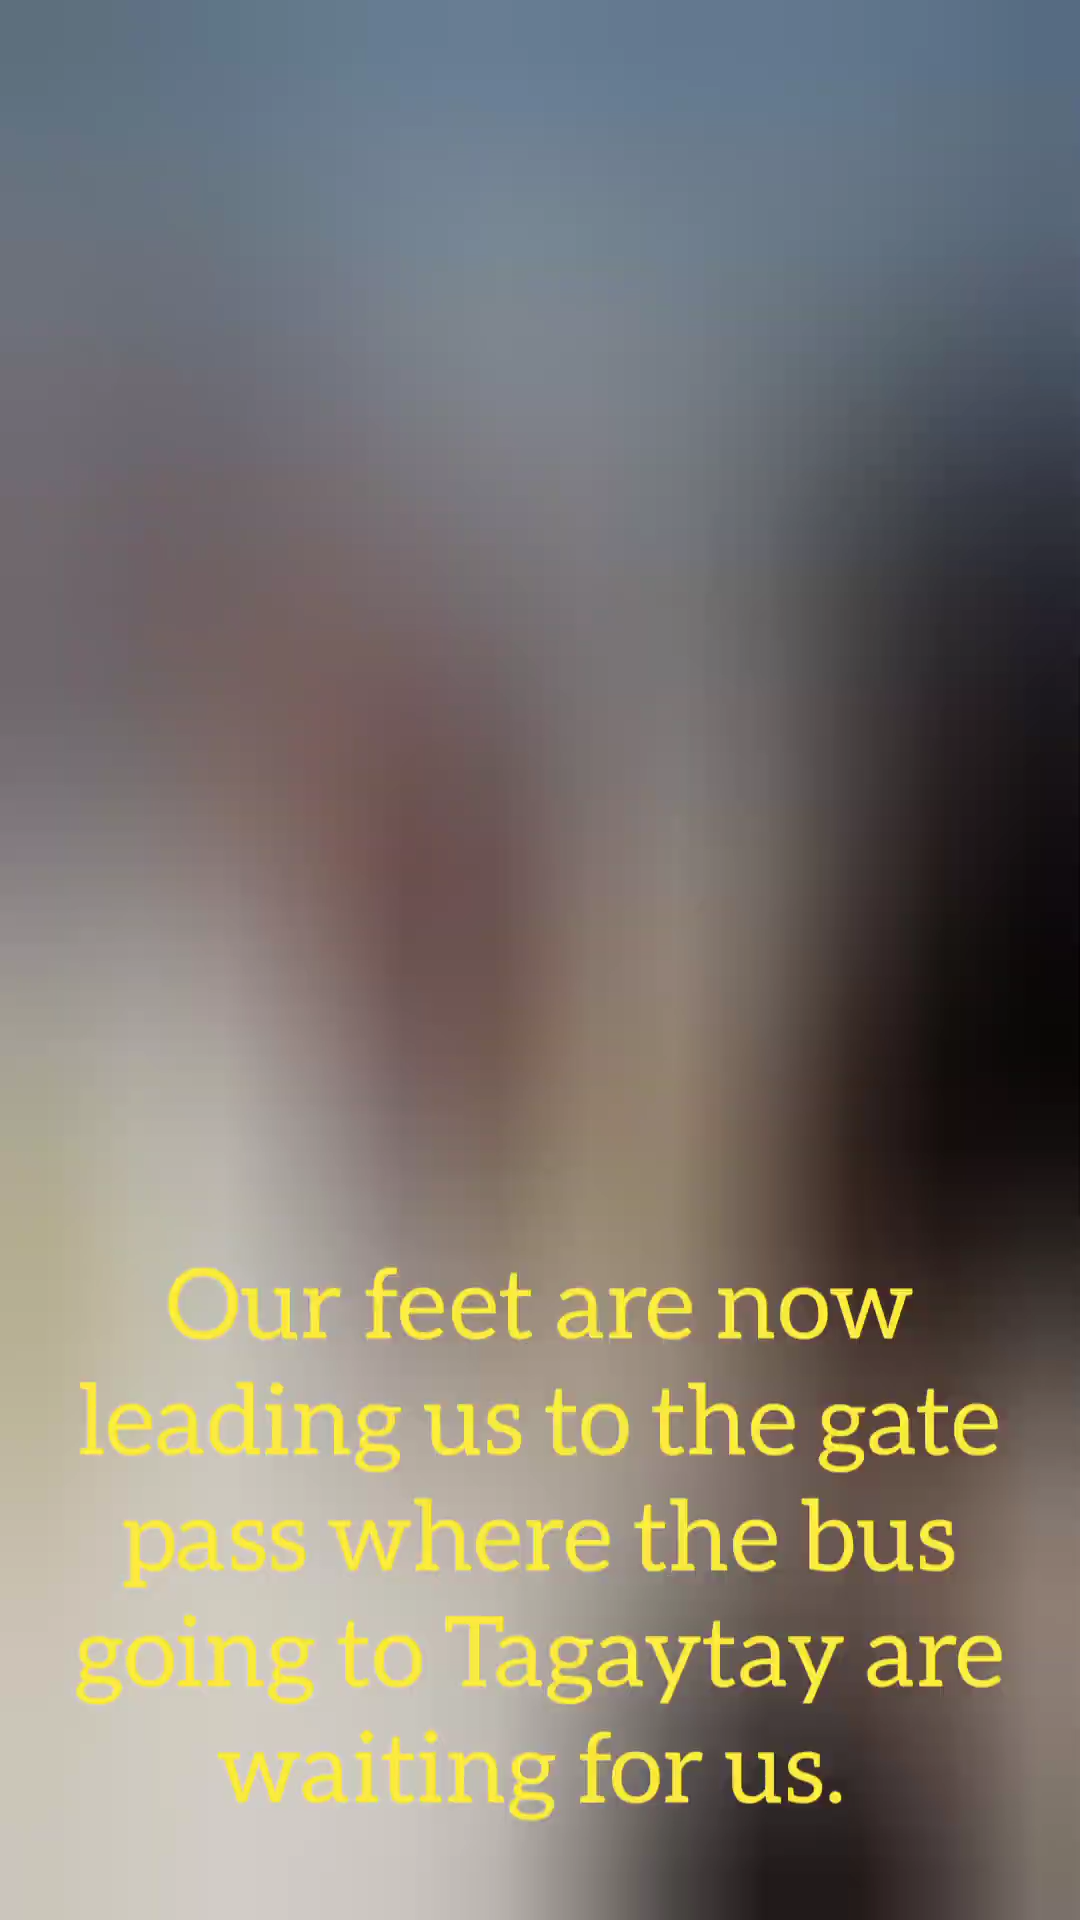 Our feet are now
leading us to the gate
pass where the bus
going to Tagaytay are
waiting for us.